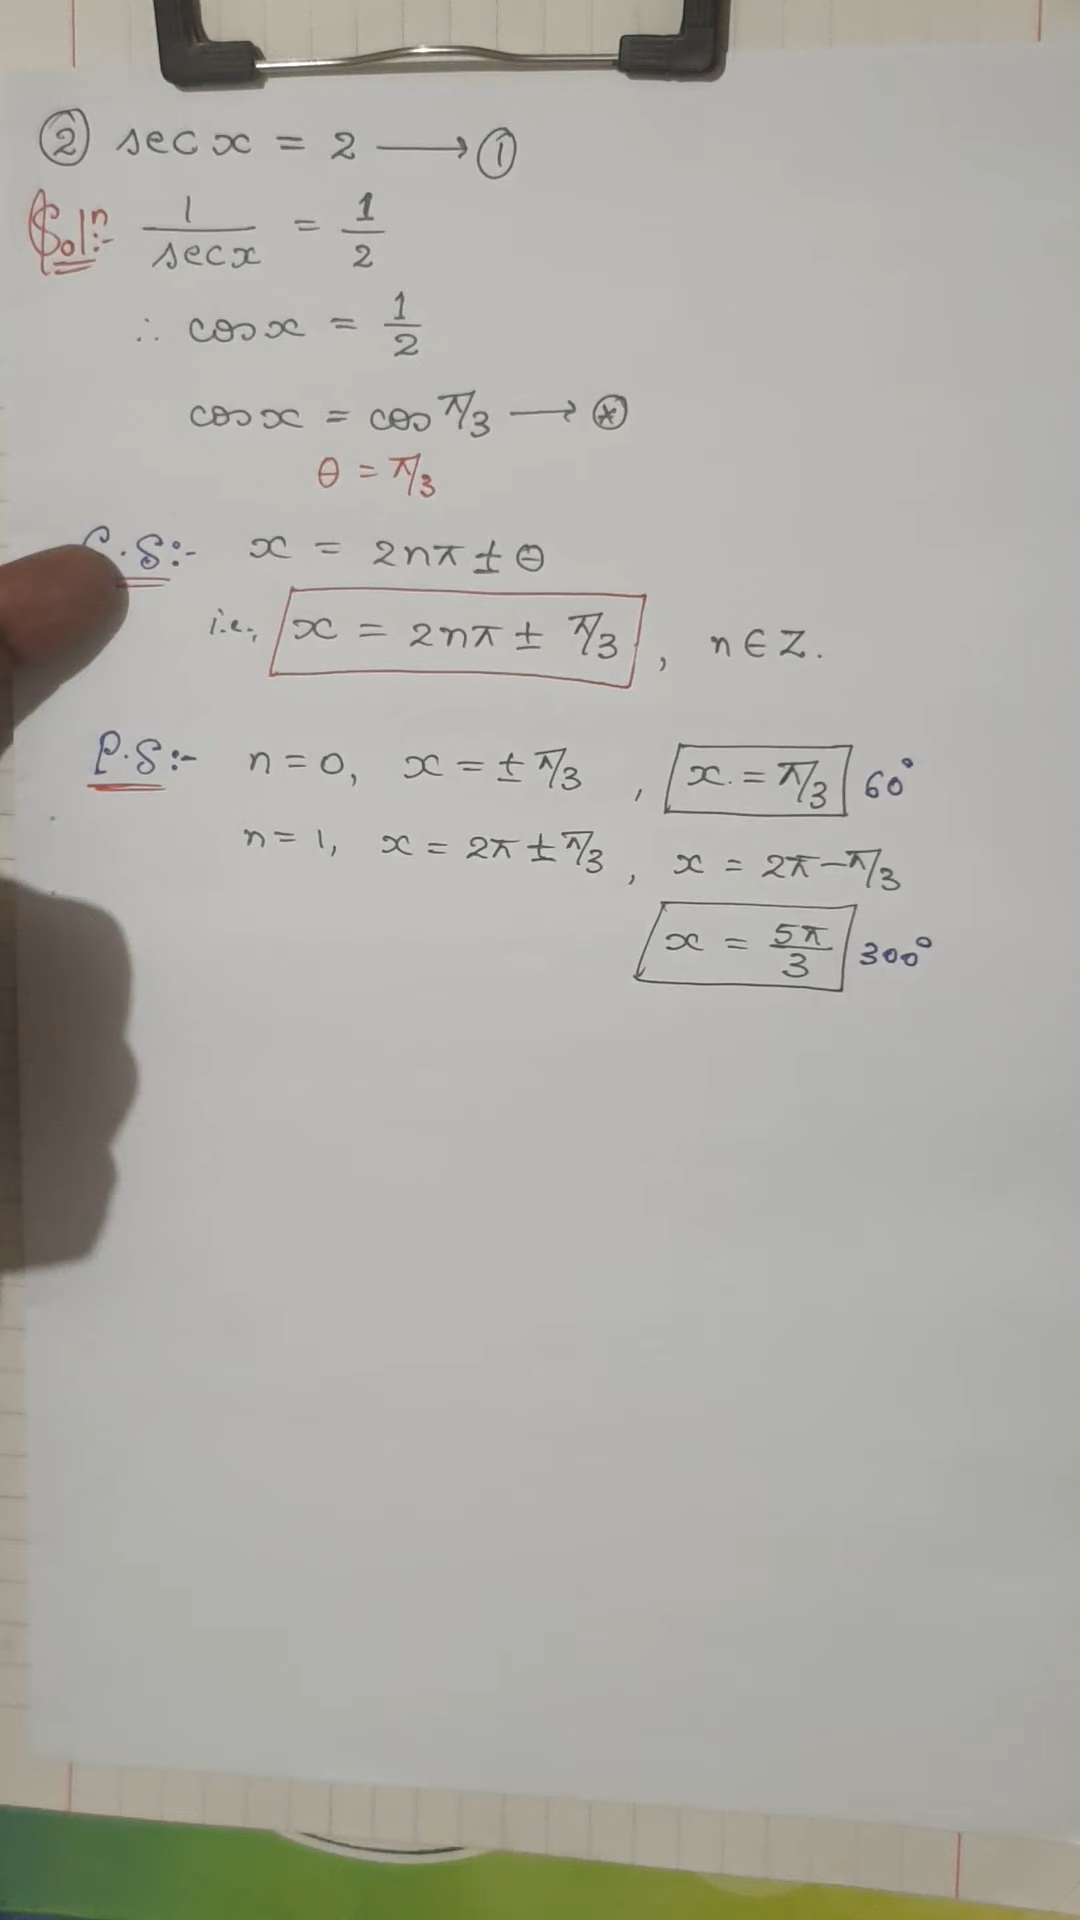 ② sec x = 2 ⟶ ①
Solⁿ:- 1/sec x = 1/2
∴ cos x = 1/2
cos x = cos π/3 ⟶ ⊛
θ = π/3
.S:- x = 2nπ ± θ
i.e., x = 2nπ ± π/3 , n ∈ Z.
P.S:- n = 0, x = ± π/3 , x = π/3 60°
n = 1, x = 2π ± π/3 , x = 2π - π/3
x = 5π/3 300°